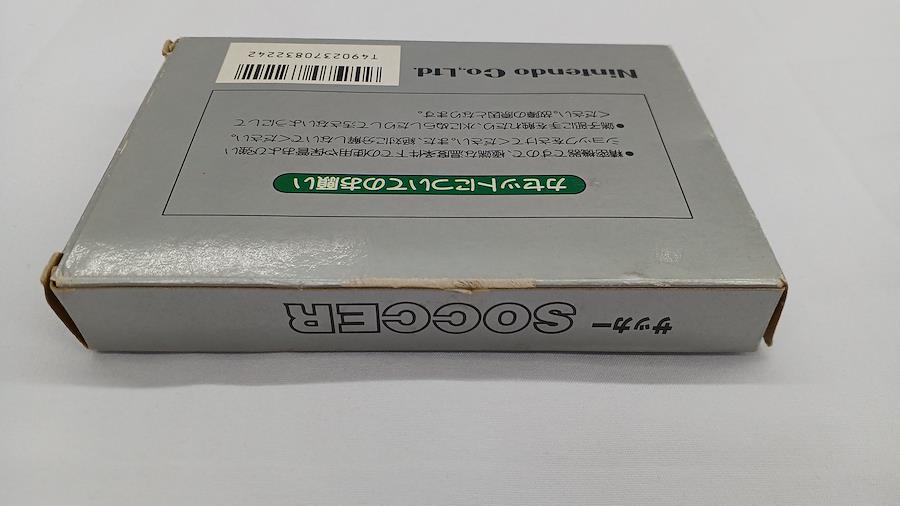 サッカー SOCCER
カセットについてのお願い
●精密機器ですので、極端な温度条件下での使用や保管および強い
ショックをさけてください。また、絶対に分解しないでください。
●端子部に手を触れたり、水にぬらしたりして汚さないようにして
ください。故障の原因となります。
Nintendo Co.,Ltd.
T4902370832242